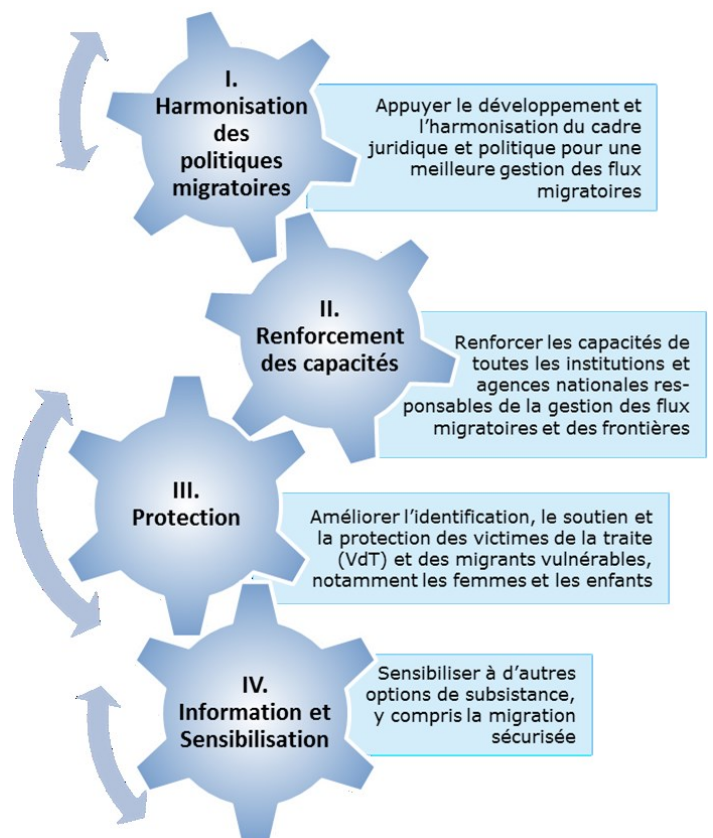 I.
Harmonisation
des
politiques
migratoires
Appuyer le développement et
l’harmonisation du cadre
juridique et politique pour une
meilleure gestion des flux
migratoires
II.
Renforcement
des capacités
Renforcer les capacités de
toutes les institutions et
agences nationales res-
ponsables de la gestion des flux
migratoires et des frontières
III.
Protection
Améliorer l’identification, le soutien et
la protection des victimes de la traite
(VdT) et des migrants vulnérables,
notamment les femmes et les enfants
IV.
Information et
Sensibilisation
Sensibiliser à d’autres
options de subsistance,
y compris la migration
sécurisée